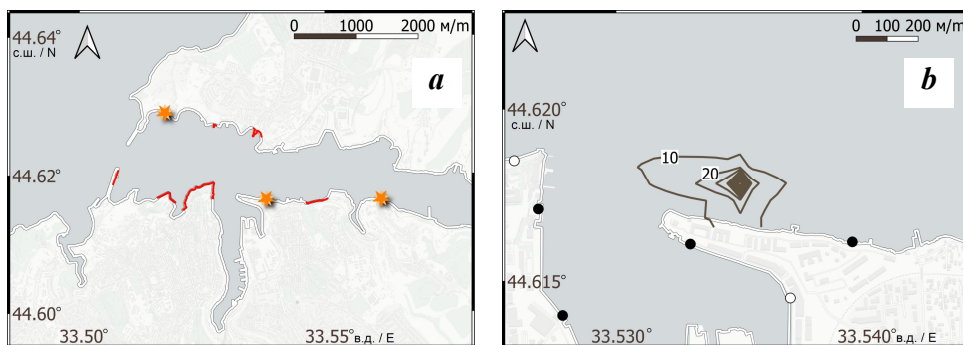 0 1000 2000 м/m
44.64°
с.ш. / N
a
44.62°
44.60°
33.50° 33.55° в.д. / E
0 100 200 м/m
b
44.620
с.ш. / N
10
20
44.615°
33.530° 33.540° в.д. / E